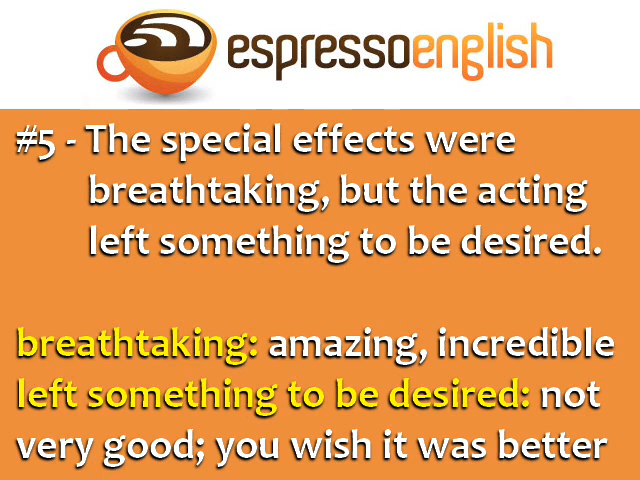 espressoenglish
#5 - The special effects were
breathtaking, but the acting
left something to be desired.
breathtaking: amazing, incredible
left something to be desired: not
very good; you wish it was better